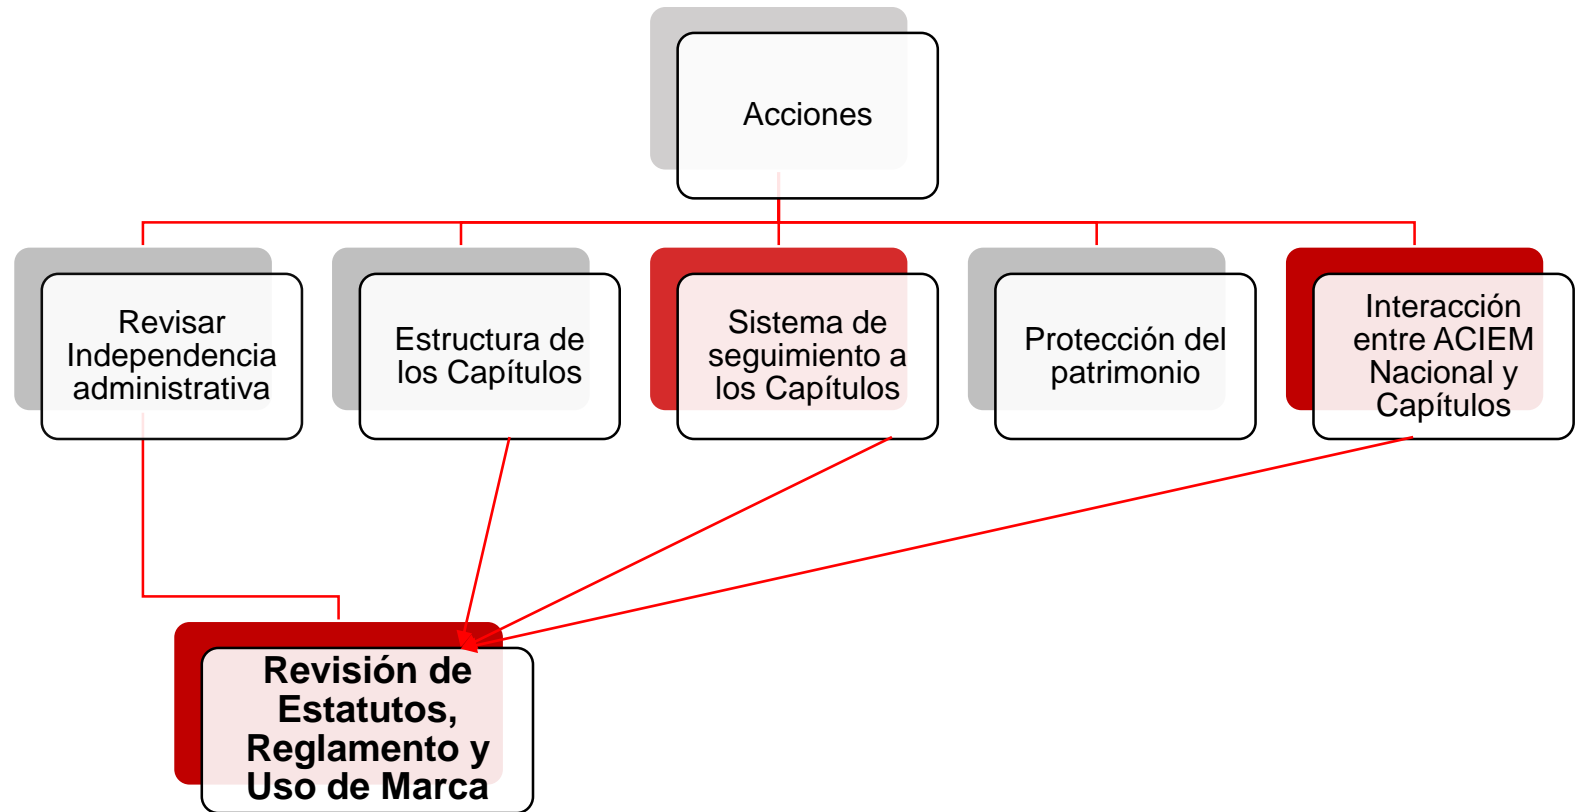 Acciones
Revisar
Independencia
administrativa
Estructura de
los Capítulos
Sistema de
seguimiento a
los Capítulos
Protección del
patrimonio
Interacción
entre ACIEM
Nacional y
Capítulos
Revisión de
Estatutos,
Reglamento y
Uso de Marca